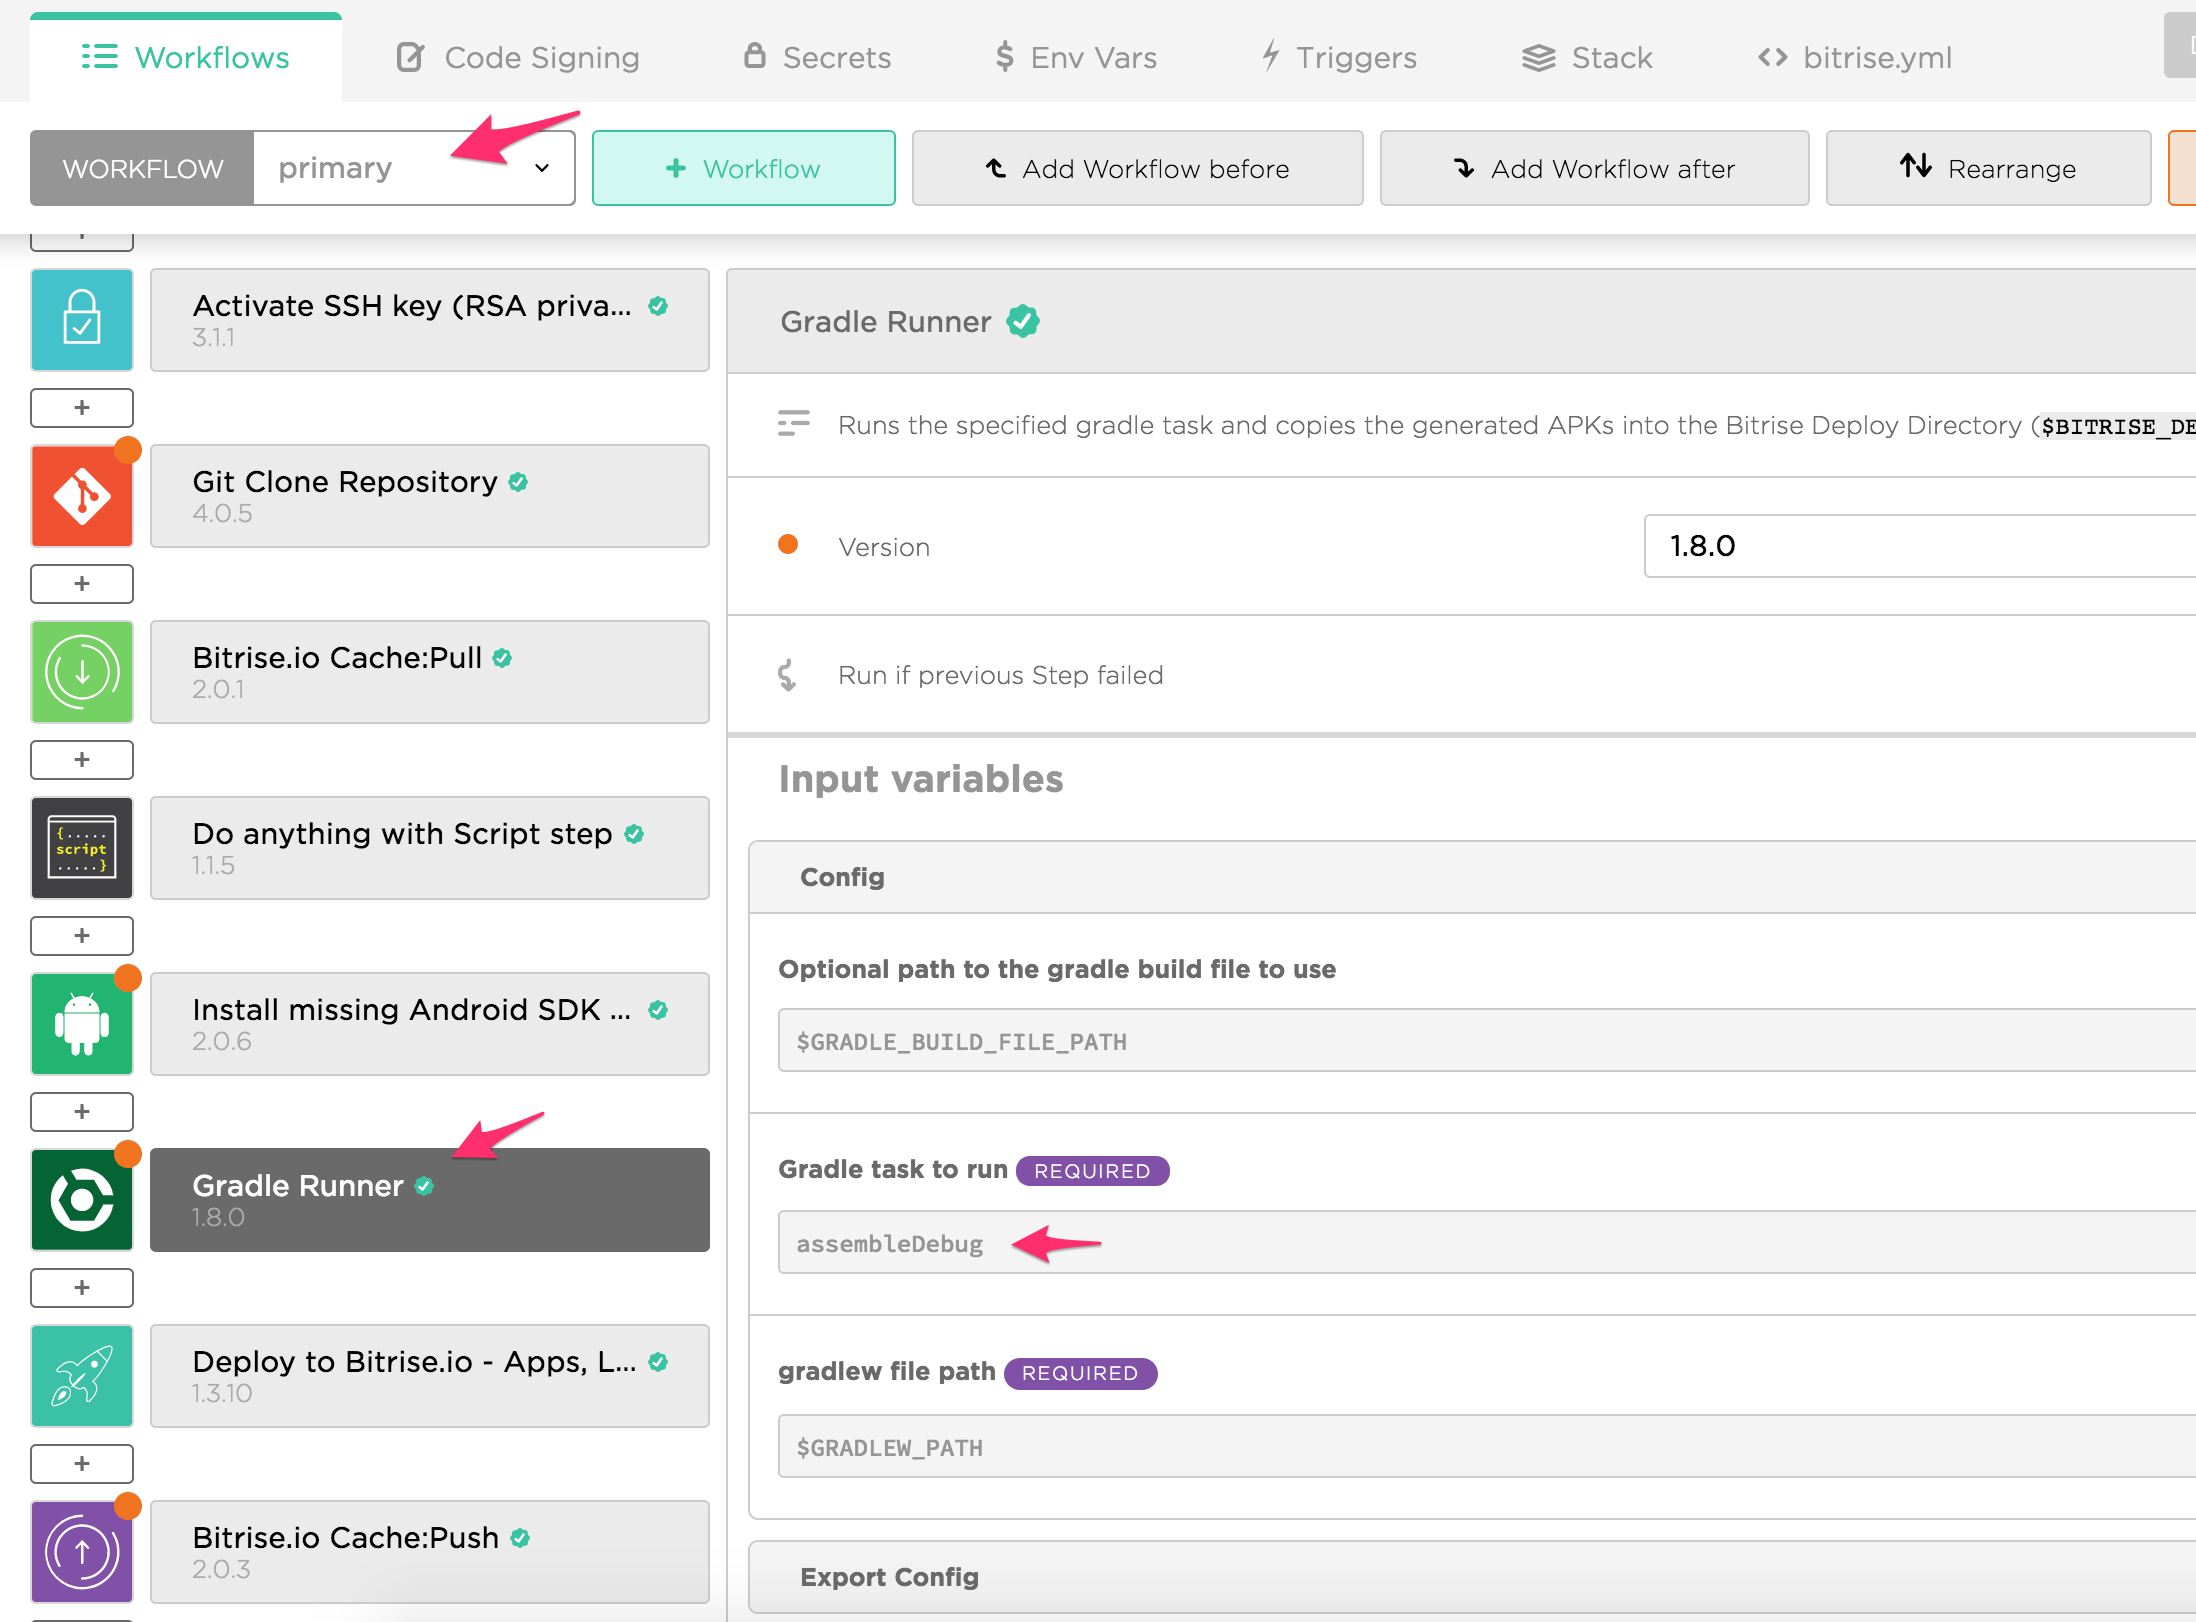 Workflows
Code Signing
Secrets
$ Env Vars
Triggers
Stack
<> bitrise.yml
WORKFLOW primary
+ Workflow
Add Workflow before
Add Workflow after
Rearrange
Activate SSH key (RSA priva...
3.1.1
+
Git Clone Repository
4.0.5
+
Bitrise.io Cache:Pull
2.0.1
+
Do anything with Script step
1.1.5
{.....
script
.....}
+
Install missing Android SDK ...
2.0.6
+
Gradle Runner
1.8.0
+
Deploy to Bitrise.io - Apps, L...
1.3.10
+
Bitrise.io Cache:Push
2.0.3
Gradle Runner
Runs the specified gradle task and copies the generated APKs into the Bitrise Deploy Directory ($BITRISE_DE
Version
1.8.0
Run if previous Step failed
Input variables
Config
Optional path to the gradle build file to use
$GRADLE_BUILD_FILE_PATH
Gradle task to run REQUIRED
assembleDebug
gradlew file path REQUIRED
$GRADLEW_PATH
Export Config